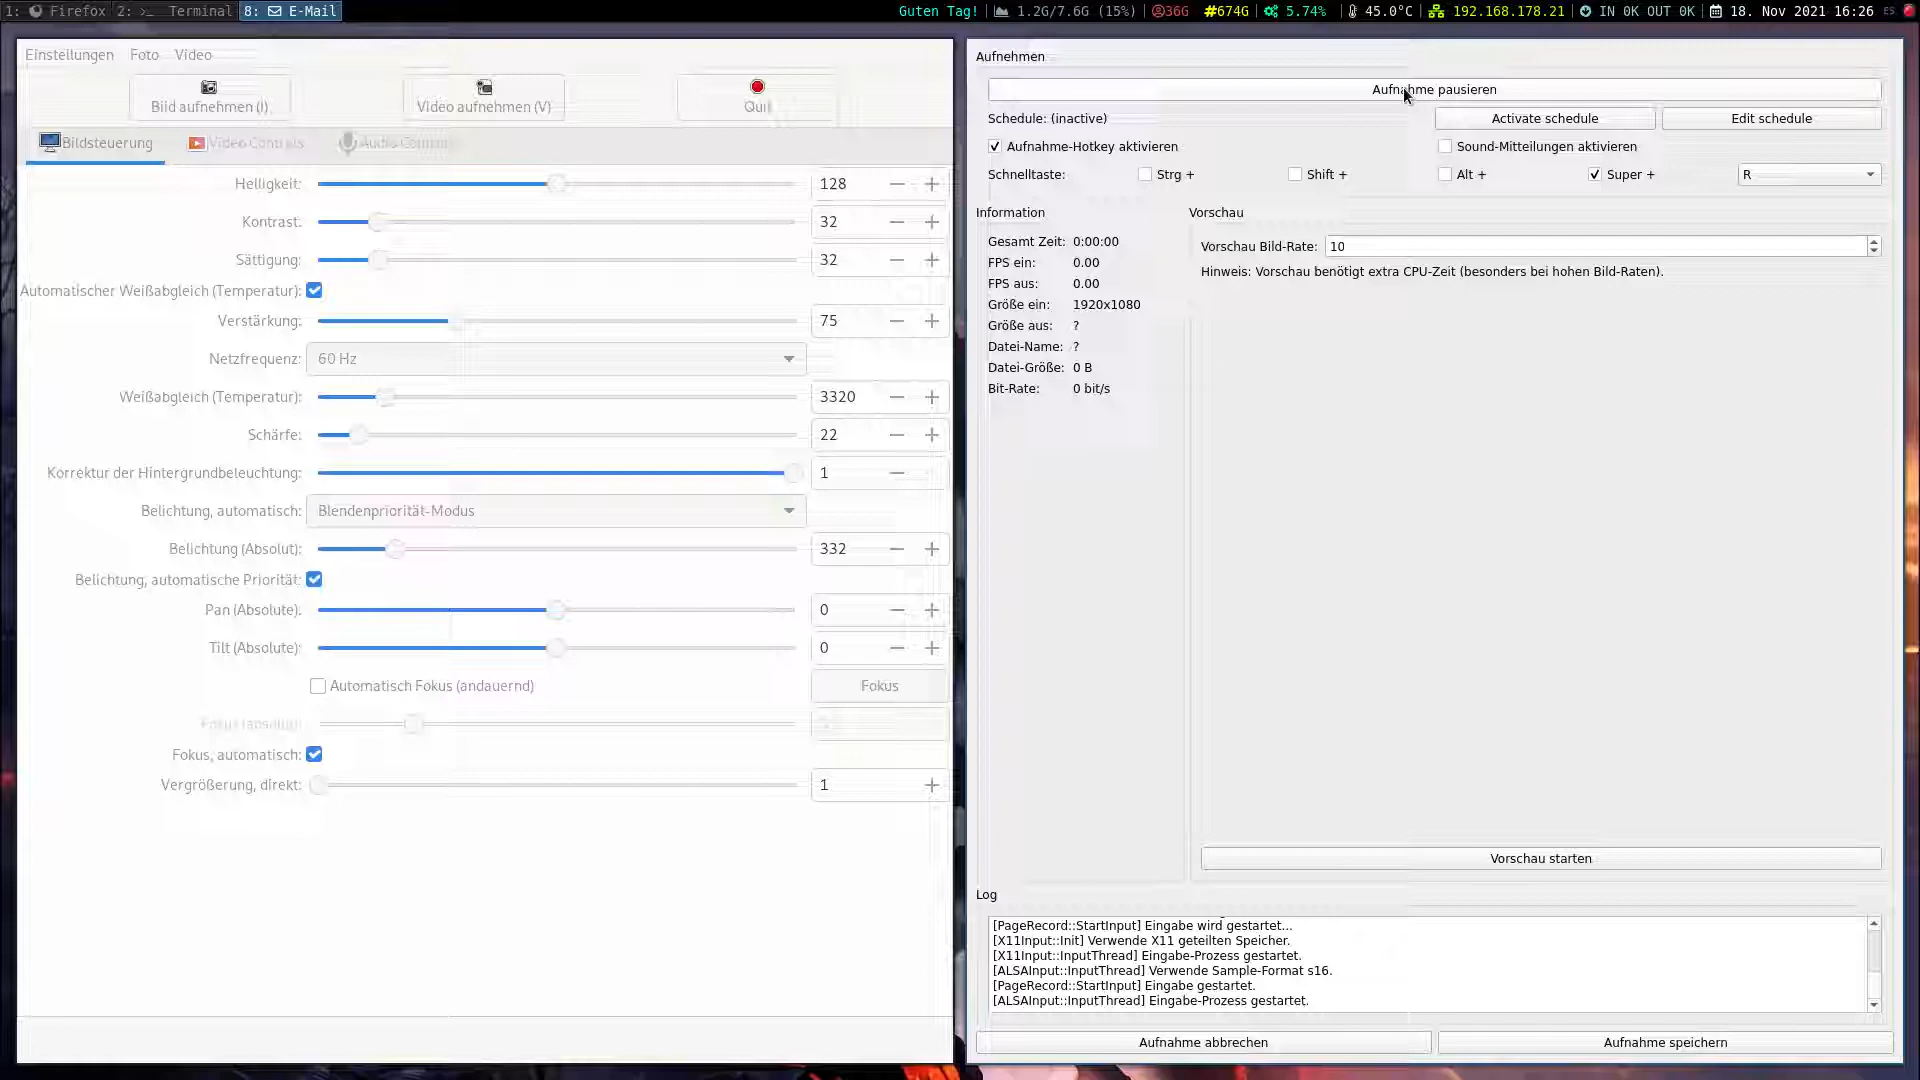 1: Firefox 2: >_ Terminal 8: E-Mail
Guten Tag! 1.2G/7.6G (15%) 36G #674G 5.74% 45.0°C 192.168.178.21 IN 0K OUT 0K 18. Nov 2021 16:26 ES
Einstellungen Foto Video
Bild aufnehmen (I)
Video aufnehmen (V)
Quit
Bildsteuerung Video Controls
Helligkeit: 128
Kontrast: 32
Sättigung: 32
Automatischer Weißabgleich (Temperatur):
Verstärkung: 75
Netzfrequenz: 60 Hz
Weißabgleich (Temperatur): 3320
Schärfe: 22
Korrektur der Hintergrundbeleuchtung: 1
Belichtung, automatisch: Blendenpriorität-Modus
Belichtung (Absolut): 332
Belichtung, automatische Priorität:
Pan (Absolute): 0
Tilt (Absolute): 0
Automatisch Fokus (andauernd) Fokus
Fokus (absolut):
Fokus, automatisch:
Vergrößerung, direkt: 1
Aufnehmen
Aufnahme pausieren
Schedule: (inactive) Activate schedule Edit schedule
Aufnahme-Hotkey aktivieren Sound-Mitteilungen aktivieren
Schnelltaste: Strg + Shift + Alt + Super + R
Information
Gesamt Zeit: 0:00:00
FPS ein: 0.00
FPS aus: 0.00
Größe ein: 1920x1080
Größe aus: ?
Datei-Name: ?
Datei-Größe: 0 B
Bit-Rate: 0 bit/s
Vorschau
Vorschau Bild-Rate: 10
Hinweis: Vorschau benötigt extra CPU-Zeit (besonders bei hohen Bild-Raten).
Vorschau starten
Log
[PageRecord::StartInput] Eingabe wird gestartet...
[X11Input::Init] Verwende X11 geteilten Speicher.
[X11Input::InputThread] Eingabe-Prozess gestartet.
[ALSAInput::InputThread] Verwende Sample-Format s16.
[PageRecord::StartInput] Eingabe gestartet.
[ALSAInput::InputThread] Eingabe-Prozess gestartet.
Aufnahme abbrechen Aufnahme speichern